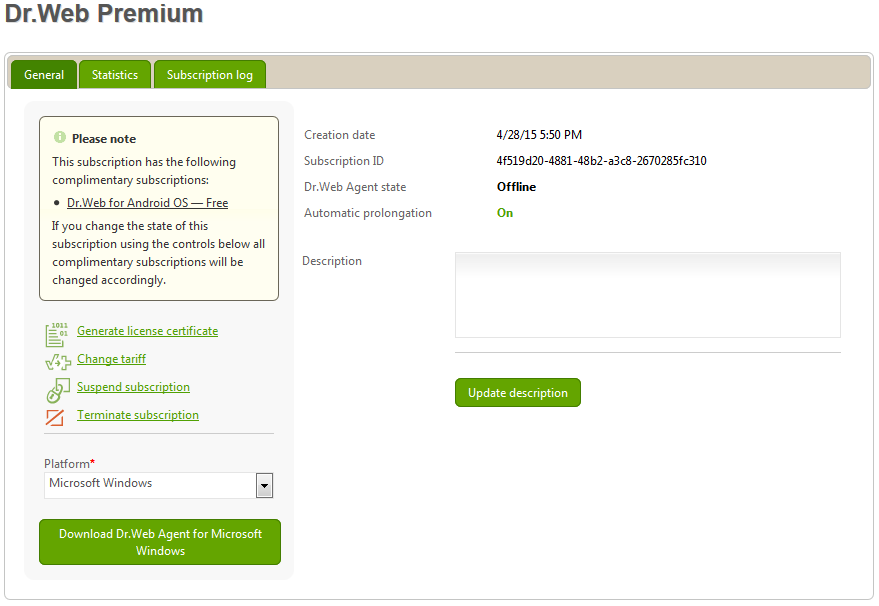 Dr.Web Premium
General
Statistics
Subscription log
Please note
This subscription has the following
complimentary subscriptions:
• Dr.Web for Android OS — Free
If you change the state of this
subscription using the controls below all
complimentary subscriptions will be
changed accordingly.
1011
01
Generate license certificate
Change tariff
Suspend subscription
Terminate subscription
Platform*
Microsoft Windows
Download Dr.Web Agent for Microsoft
Windows
Creation date 4/28/15 5:50 PM
Subscription ID 4f519d20-4881-48b2-a3c8-2670285fc310
Dr.Web Agent state Offline
Automatic prolongation On
Description
Update description